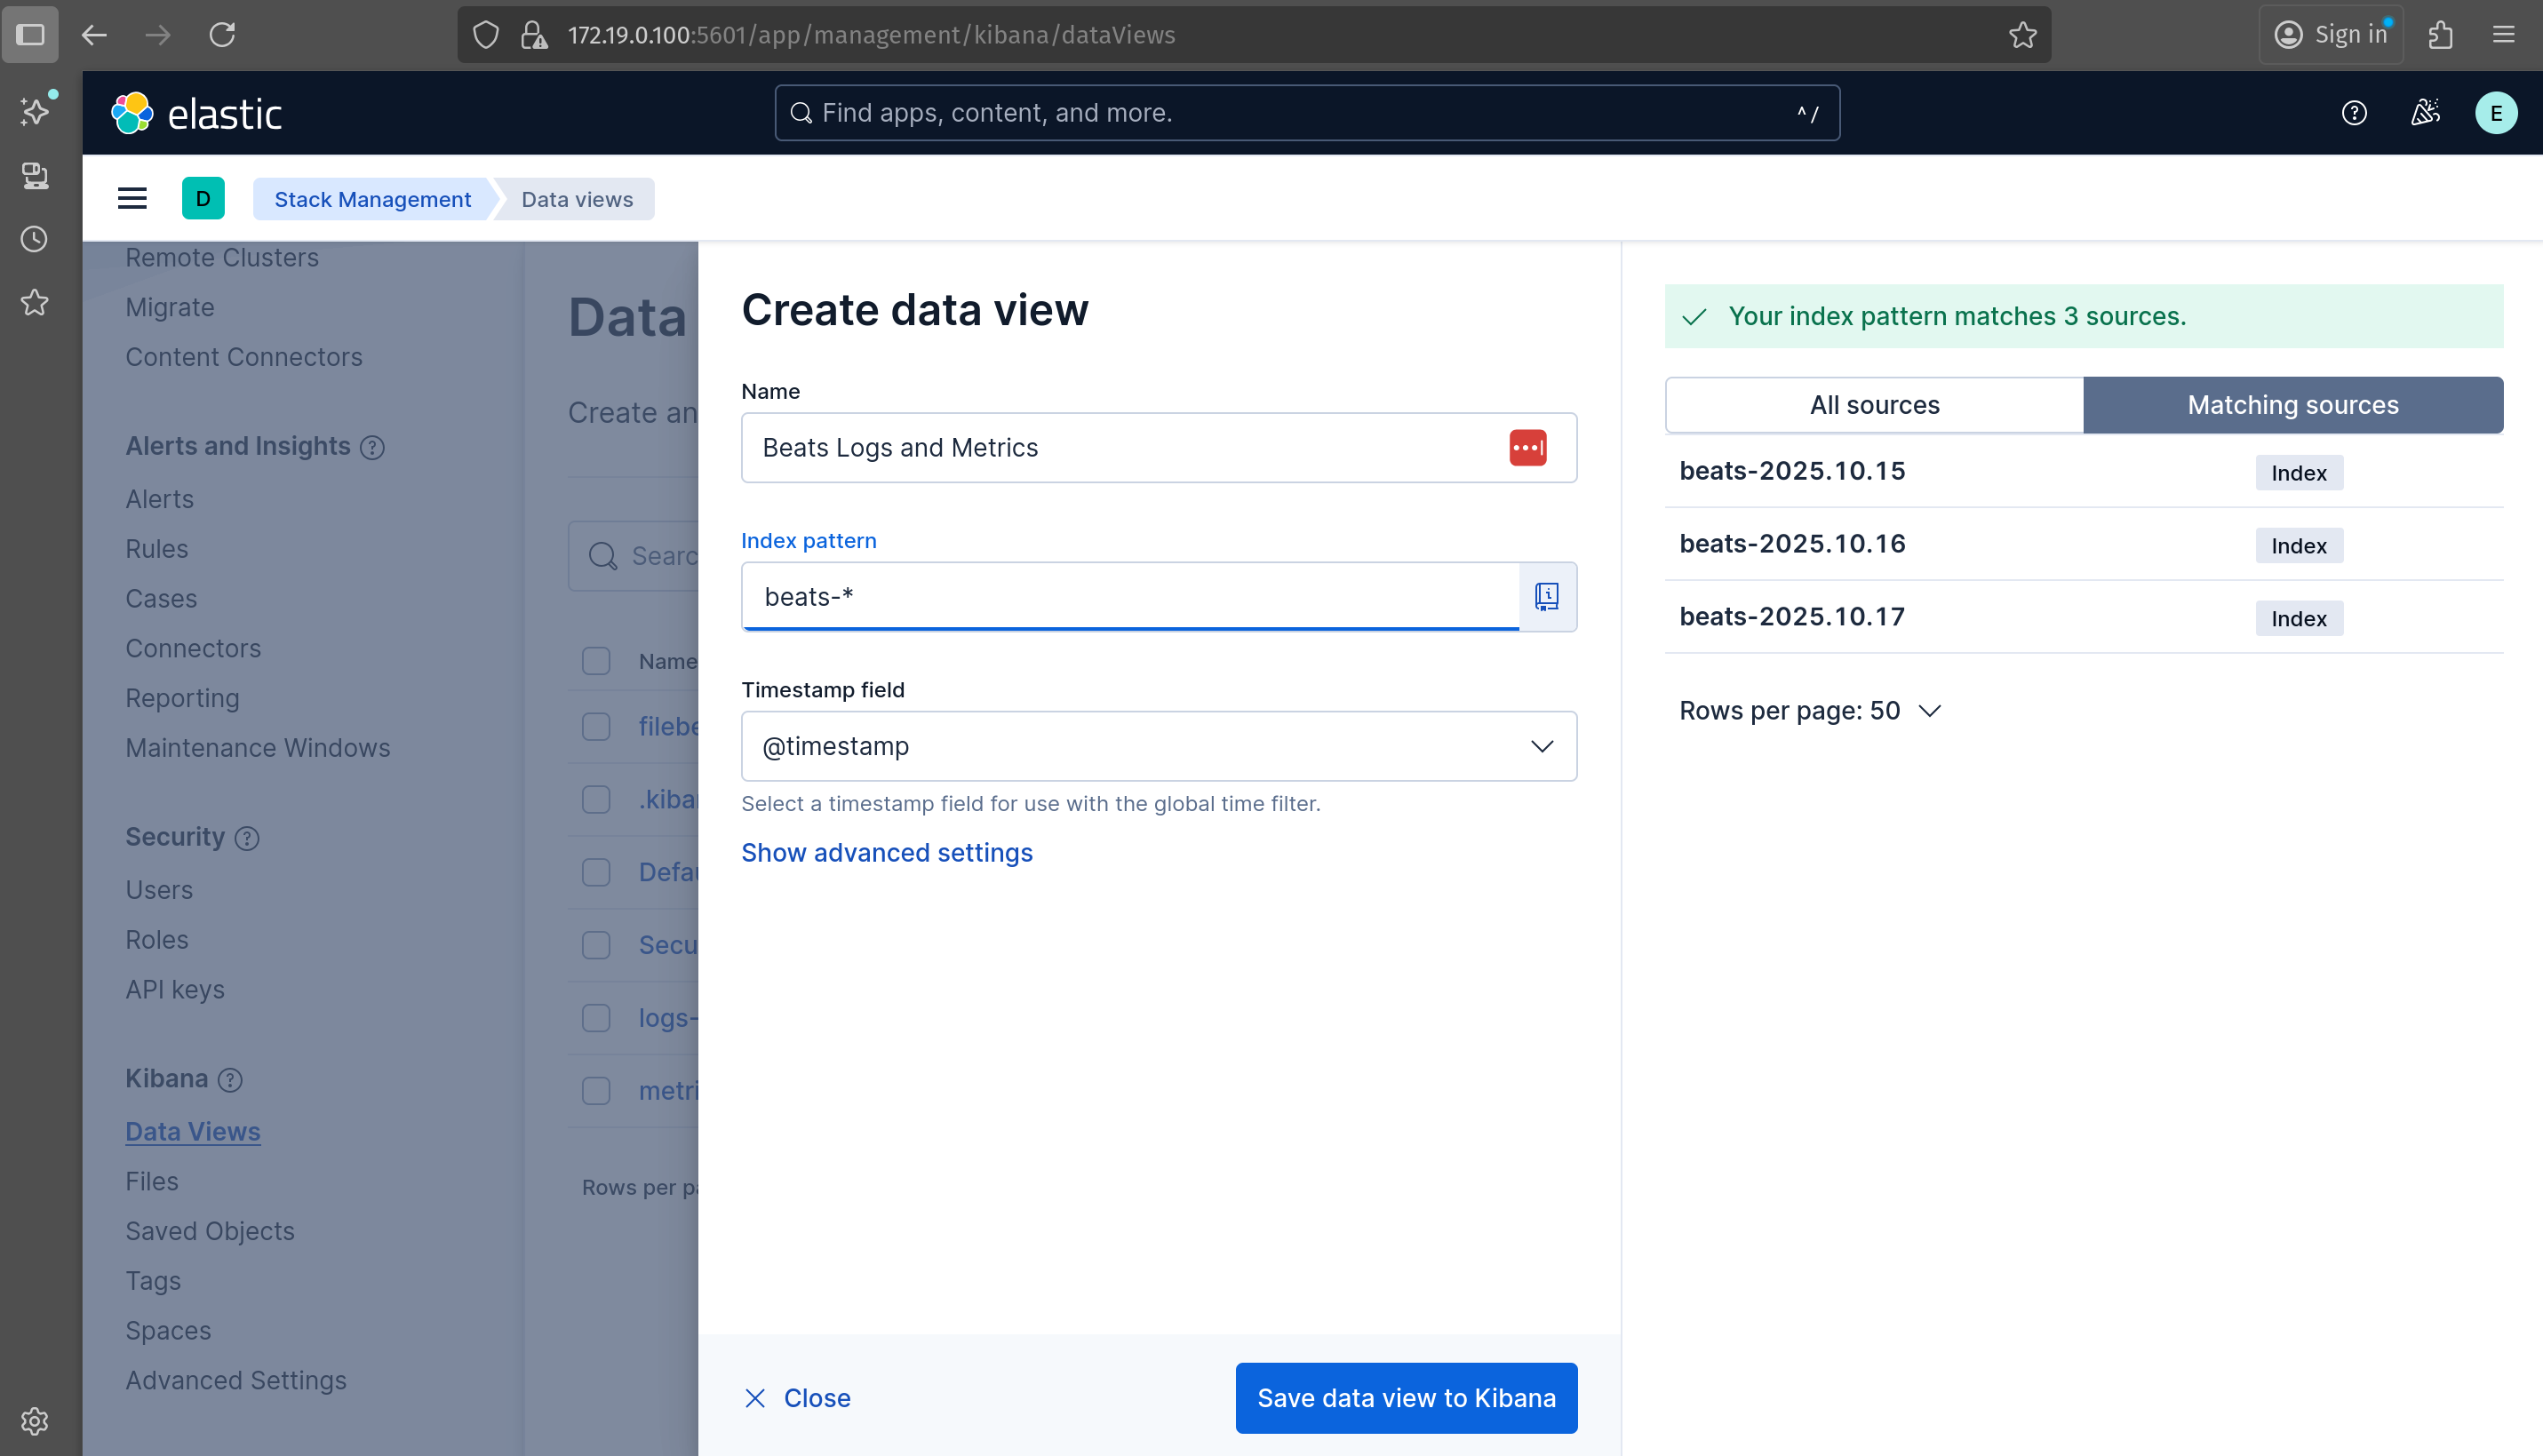 172.19.0.100:5601/app/management/kibana/dataViews
Sign in
elastic
Find apps, content, and more.
^ /
E
D
Stack Management
Data views
Remote Clusters
Migrate
Content Connectors
Alerts and Insights
Alerts
Rules
Cases
Connectors
Reporting
Maintenance Windows
Security
Users
Roles
API keys
Kibana
Data Views
Files
Saved Objects
Tags
Spaces
Advanced Settings
Data
Create an
Searc
Name
filebe
.kiba
Defau
Secu
logs-
metri
Rows per pa
Create data view
Name
Beats Logs and Metrics
Index pattern
beats-*
Timestamp field
@timestamp
Select a timestamp field for use with the global time filter.
Show advanced settings
Close
Save data view to Kibana
Your index pattern matches 3 sources.
All sources
Matching sources
beats-2025.10.15 Index
beats-2025.10.16 Index
beats-2025.10.17 Index
Rows per page: 50